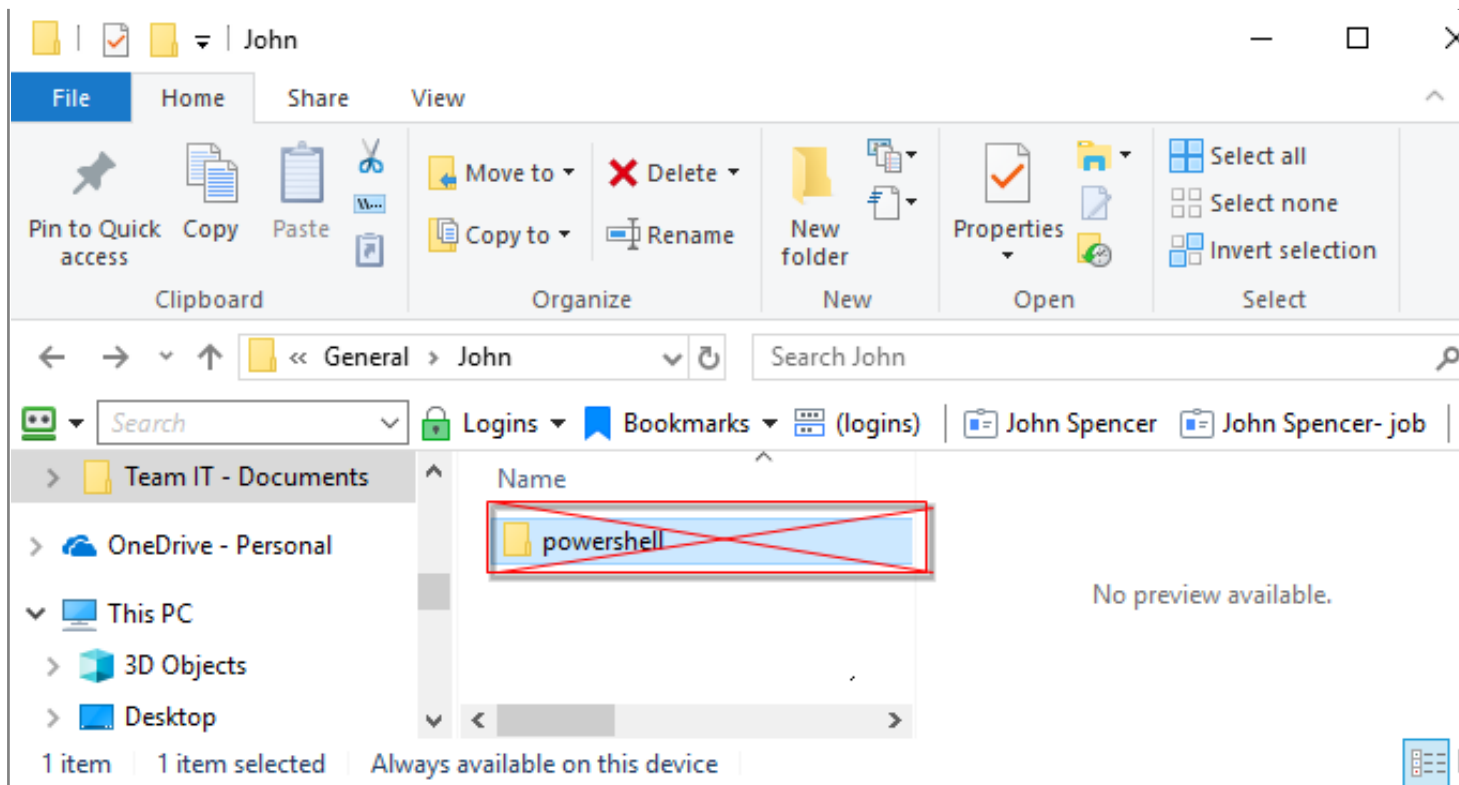 John
File Home Share View
Pin to Quick access Copy Paste Move to Copy to Delete Rename New folder Properties Select all Select none Invert selection
Clipboard Organize New Open Select
« General > John Search John
Search Logins Bookmarks (logins) John Spencer John Spencer- job
Team IT - Documents
Name
powershell
OneDrive - Personal
No preview available.
This PC
3D Objects
Desktop
1 item 1 item selected Always available on this device